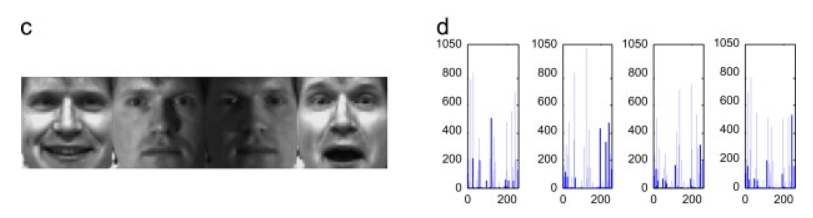 c
d
1050 1050 1050 1050
800 800 800 800
600 600 600 600
400 400 400 400
200 200 200 200
0 0 0 0
0 200 0 200 0 200 0 200